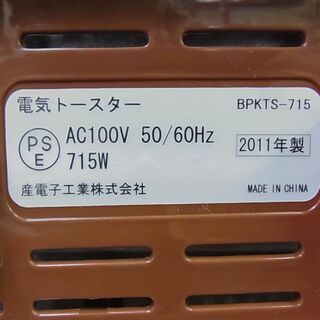 電気トースター BPKTS-715
PS E AC100V 50/60Hz
715W 2011年製
産電子工業株式会社 MADE IN CHINA